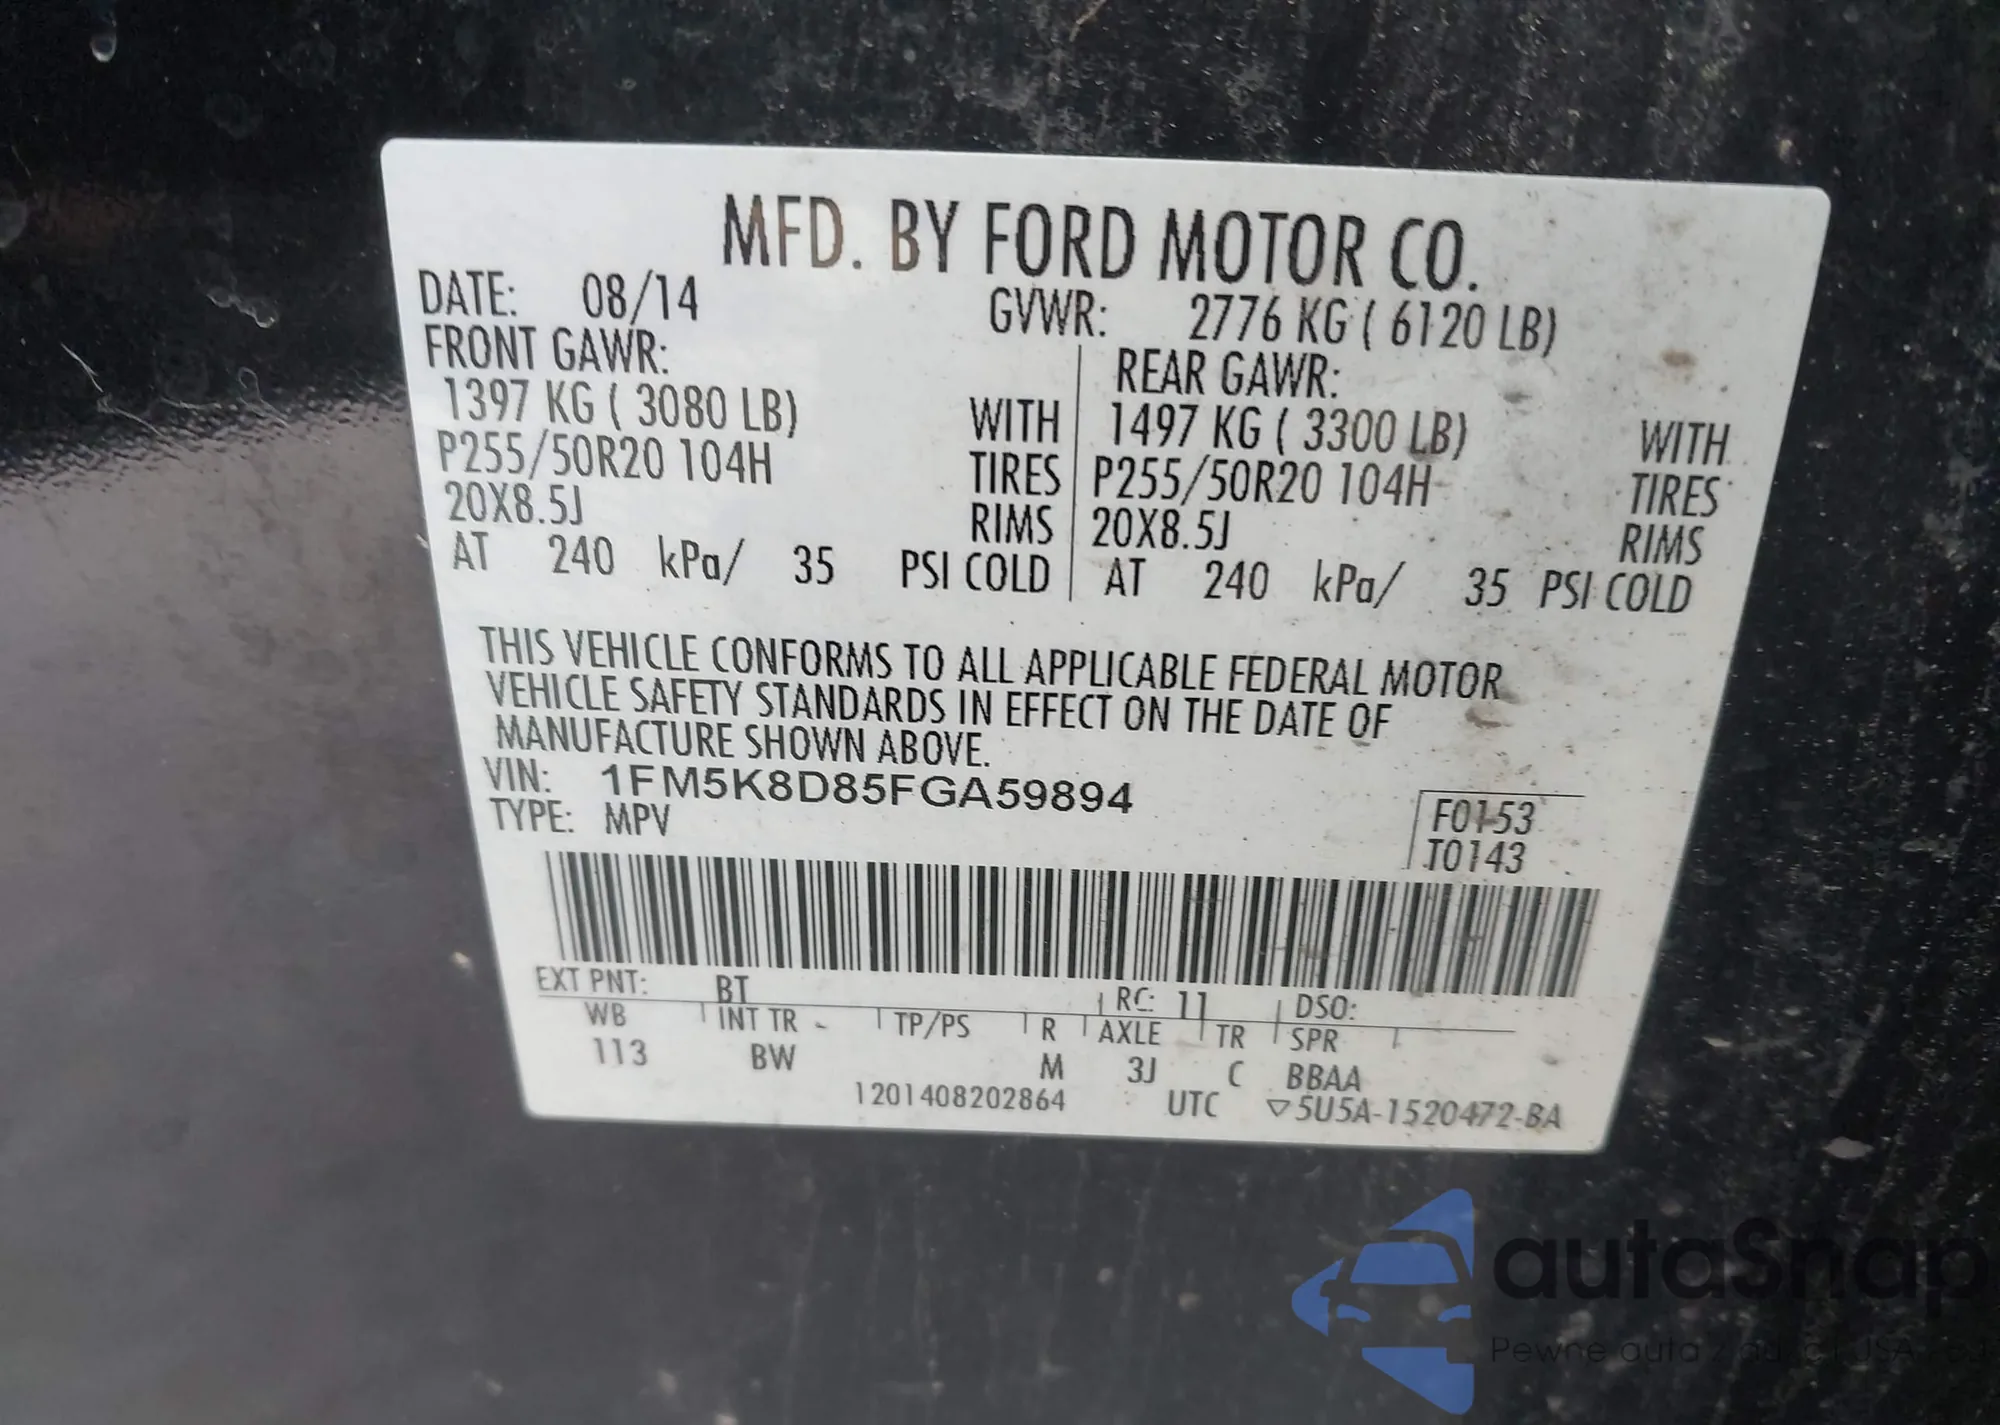 MFD. BY FORD MOTOR CO.
DATE: 08/14 GVWR: 2776 KG ( 6120 LB)
FRONT GAWR: REAR GAWR:
1397 KG ( 3080 LB) WITH 1497 KG ( 3300 LB) WITH
P255/50R20 104H TIRES P255/50R20 104H TIRES
20X8.5J RIMS 20X8.5J RIMS
AT 240 kPa/ 35 PSI COLD AT 240 kPa/ 35 PSI COLD
THIS VEHICLE CONFORMS TO ALL APPLICABLE FEDERAL MOTOR
VEHICLE SAFETY STANDARDS IN EFFECT ON THE DATE OF
MANUFACTURE SHOWN ABOVE.
VIN: 1FM5K8D85FGA59894
TYPE: MPV
F0153
T0143
EXT PNT: BT RC: 11 DSO:
WB INT TR TP/PS R AXLE TR SPR
113 BW M 3J C BBAA
1201408202864 UTC ▽5U5A-1520472-BA
autaSnap
Pewne auta z USA